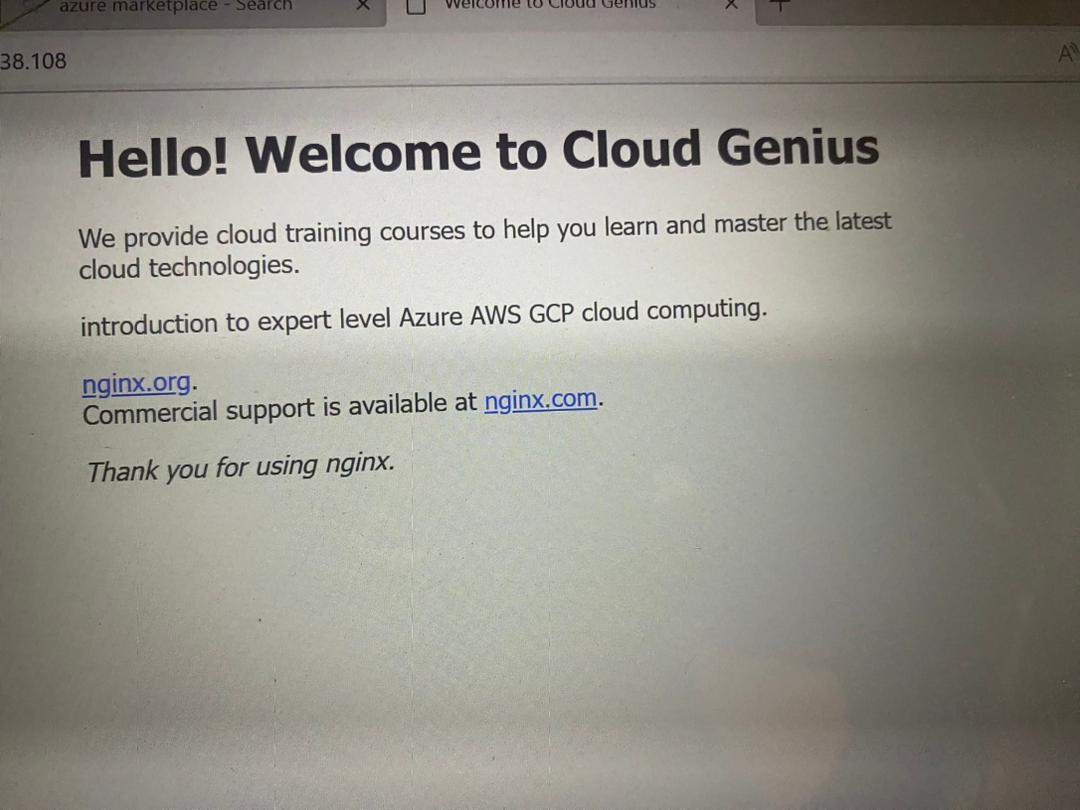 azure marketplace - Search
Welcome to Cloud Genius
38.108
Hello! Welcome to Cloud Genius
We provide cloud training courses to help you learn and master the latest
cloud technologies.
introduction to expert level Azure AWS GCP cloud computing.
nginx.org.
Commercial support is available at nginx.com.
Thank you for using nginx.